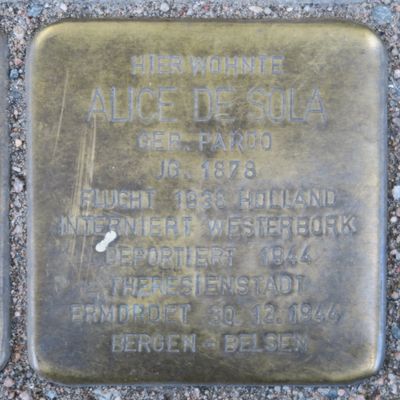 HIER WOHNTE
ALICE DE SOLA
GEB. PARDO
JG. 1878
FLUCHT 1938 HOLLAND
INTERNIERT WESTERBORK
DEPORTIERT 1944
THERESIENSTADT
ERMORDET 30.12.1944
BERGEN-BELSEN